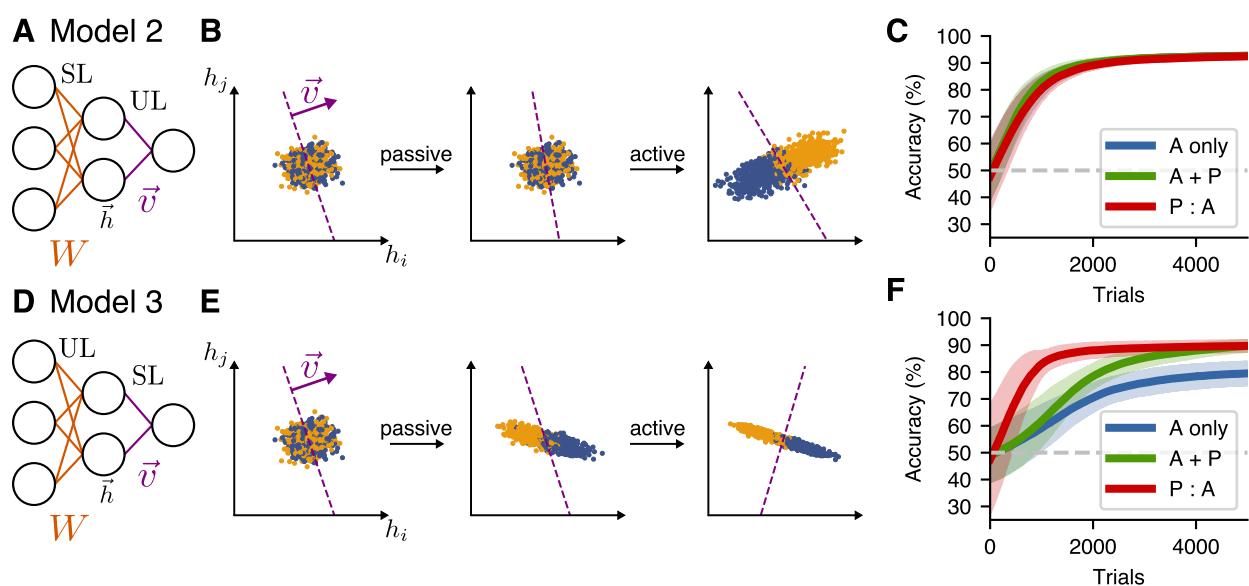 A Model 2
SL
UL
h⃗
v⃗
W
B
h_j
v⃗
passive
active
h_i
C
100
90
80
70
60
50
40
30
Accuracy (%)
A only
A + P
P : A
0
2000
4000
Trials
D Model 3
UL
SL
h⃗
v⃗
W
E
h_j
v⃗
passive
active
h_i
F
100
90
80
70
60
50
40
30
Accuracy (%)
A only
A + P
P : A
0
2000
4000
Trials